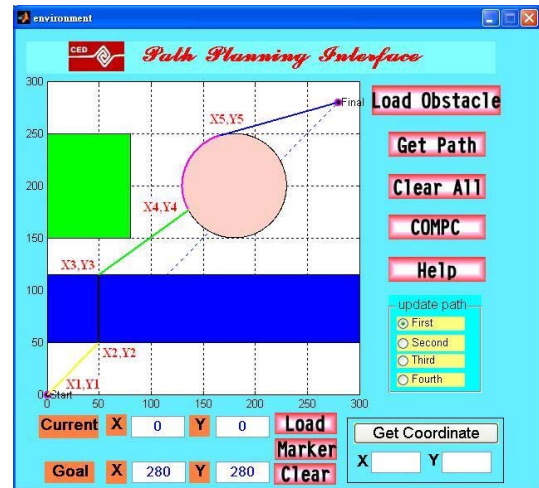 environment
CED
Path Planning Interface
300
250
200
150
100
50
0
0
50
100
150
200
250
300
Start
Final
X1,Y1
X2,Y2
X3,Y3
X4,Y4
X5,Y5
Load Obstacle
Get Path
Clear All
COMPC
Help
update path
First
Second
Third
Fourth
Current X 0 Y 0 Load
Marker
Goal X 280 Y 280 Clear
Get Coordinate
X Y